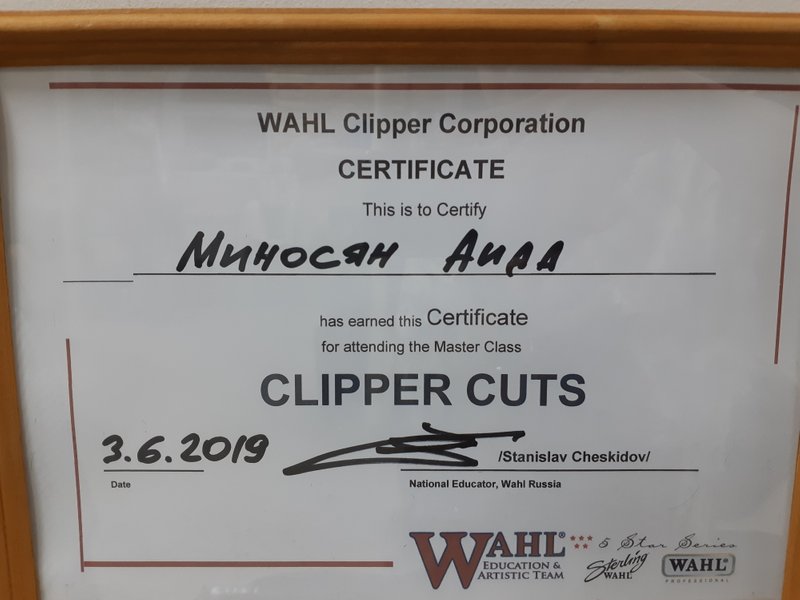 WAHL Clipper Corporation
CERTIFICATE
This is to Certify
Миносян Аида
has earned this Certificate
for attending the Master Class
CLIPPER CUTS
3.6.2019
/Stanislav Cheskidov/
Date
National Educator, Wahl Russia
WAHL®
EDUCATION &
ARTISTIC TEAM
5 Star Series
Sterling
WAHL
WAHL®
PROFESSIONAL